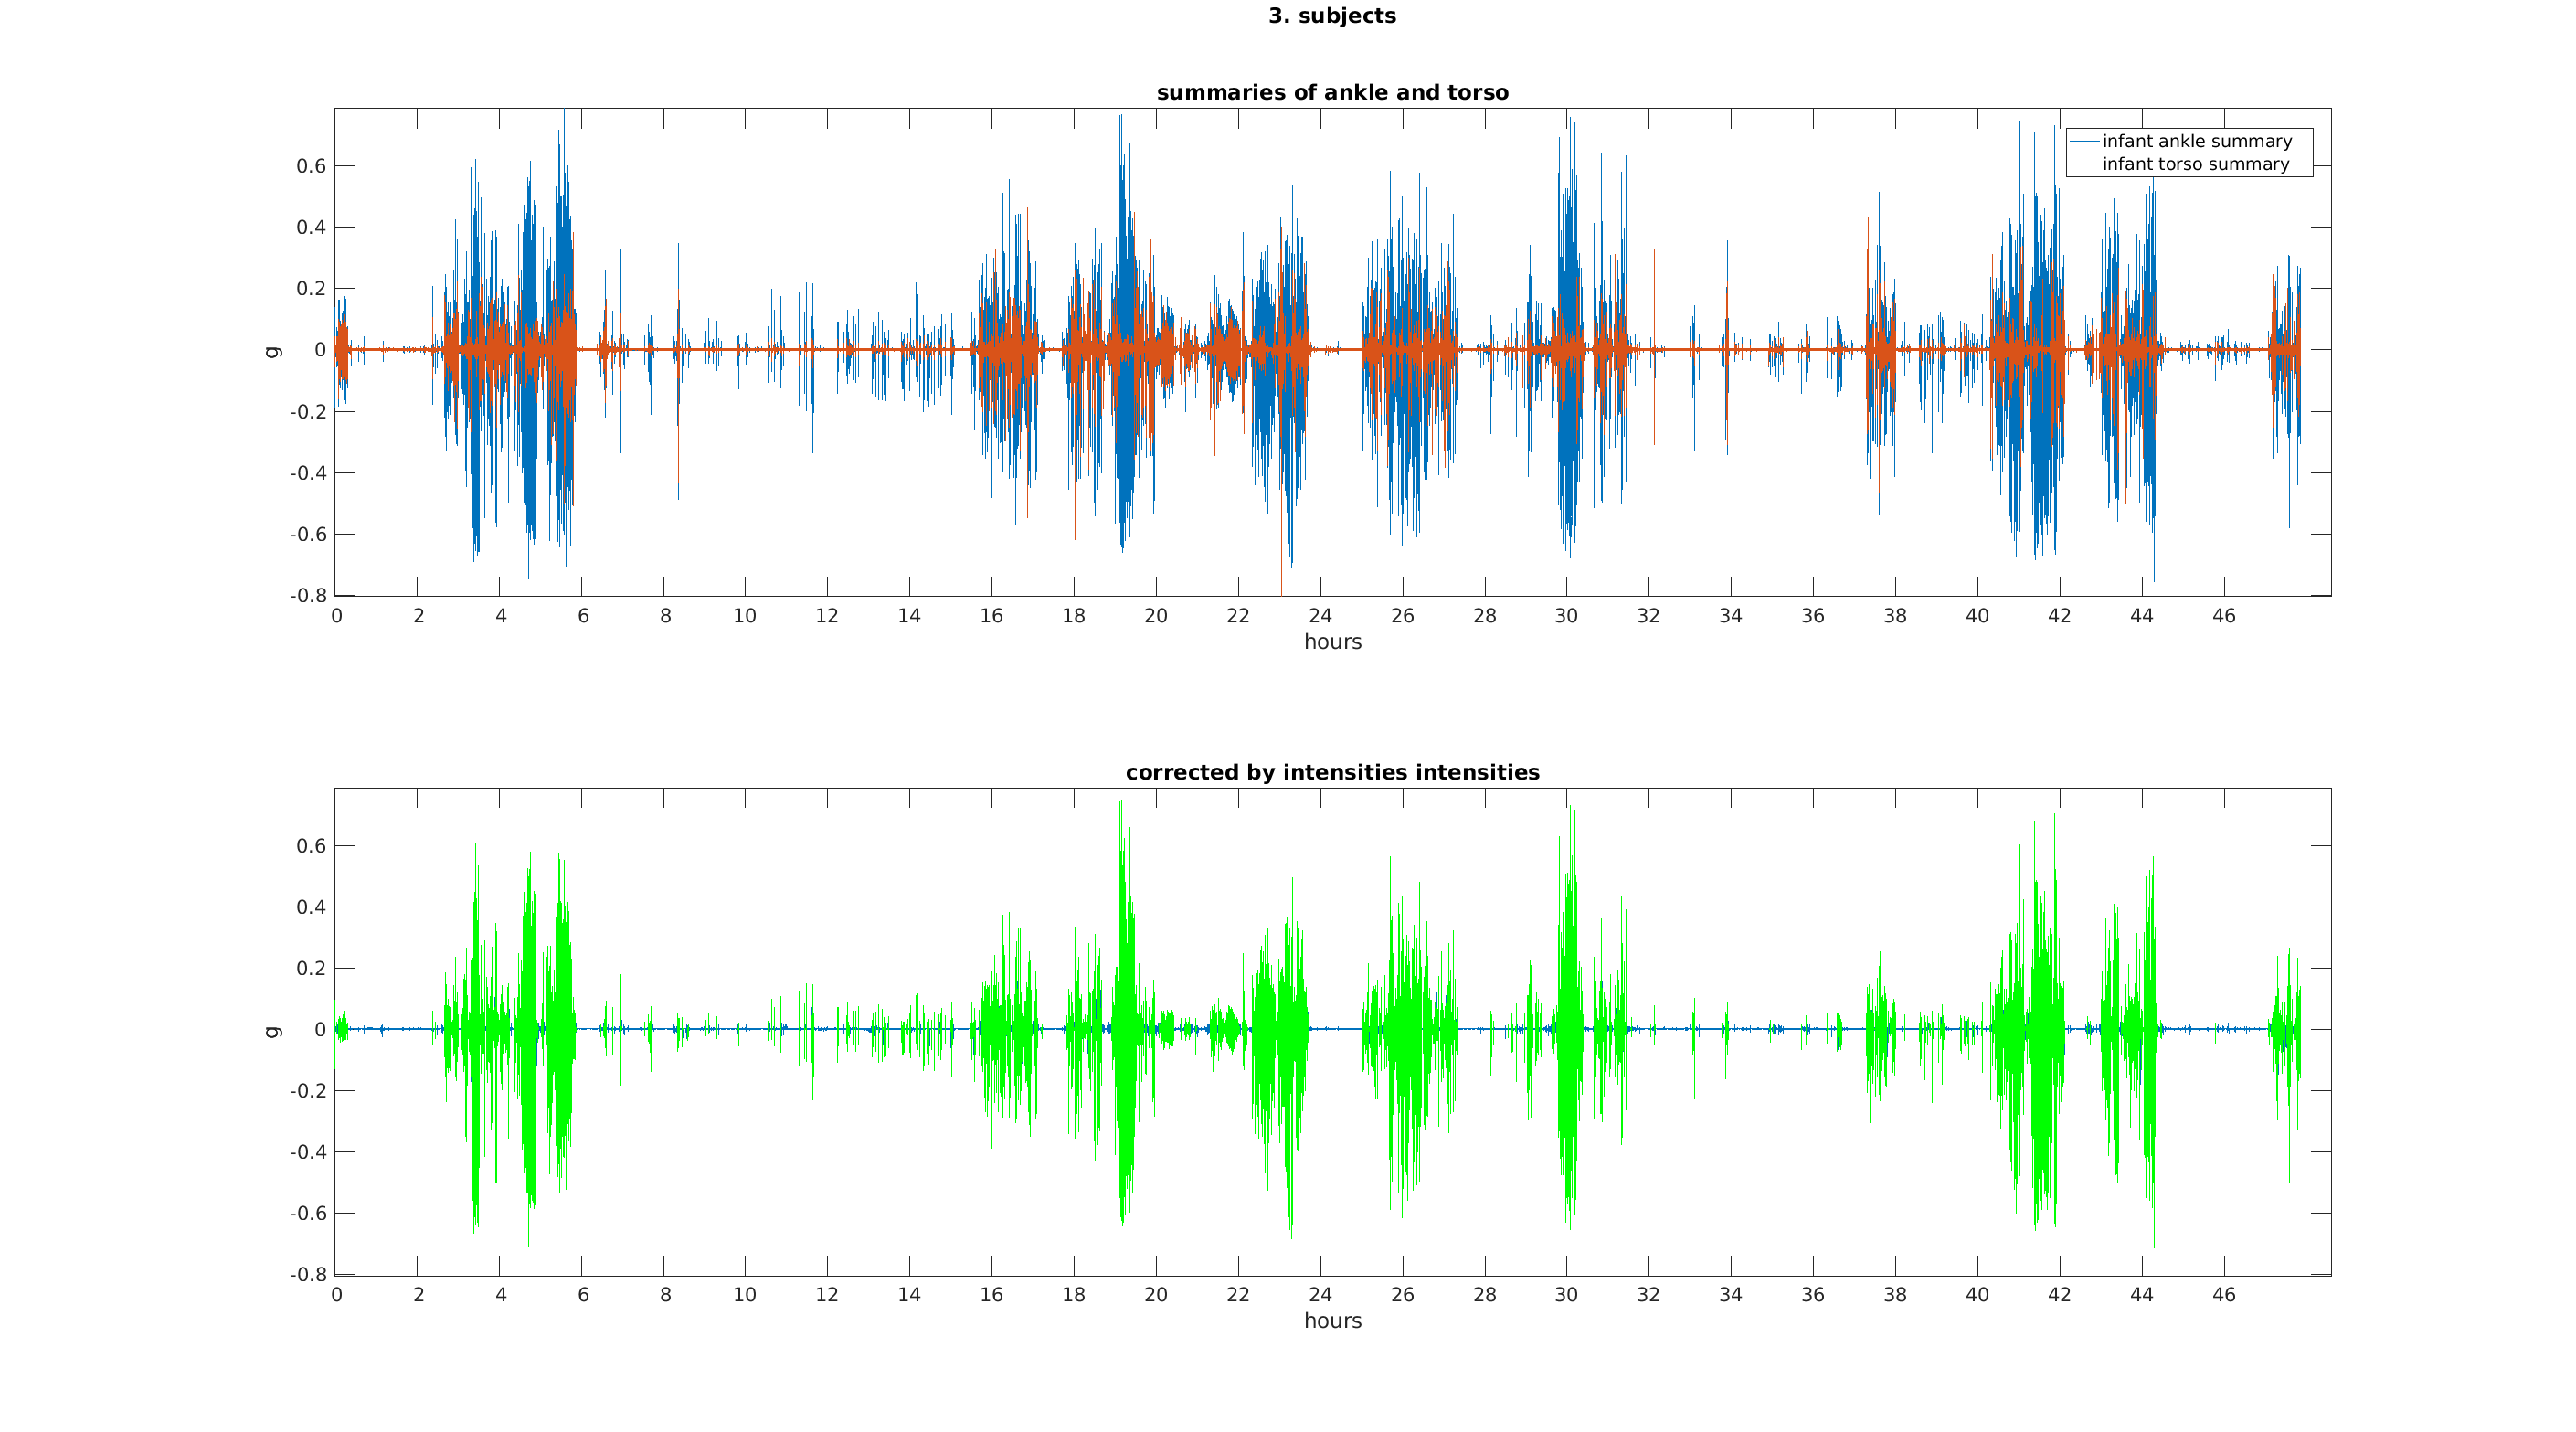 3. subjects
summaries of ankle and torso
infant ankle summary
infant torso summary
0.6
0.4
0.2
0
-0.2
-0.4
-0.6
-0.8
g
0 2 4 6 8 10 12 14 16 18 20 22 24 26 28 30 32 34 36 38 40 42 44 46
hours
corrected by intensities intensities
0.6
0.4
0.2
0
-0.2
-0.4
-0.6
-0.8
g
0 2 4 6 8 10 12 14 16 18 20 22 24 26 28 30 32 34 36 38 40 42 44 46
hours